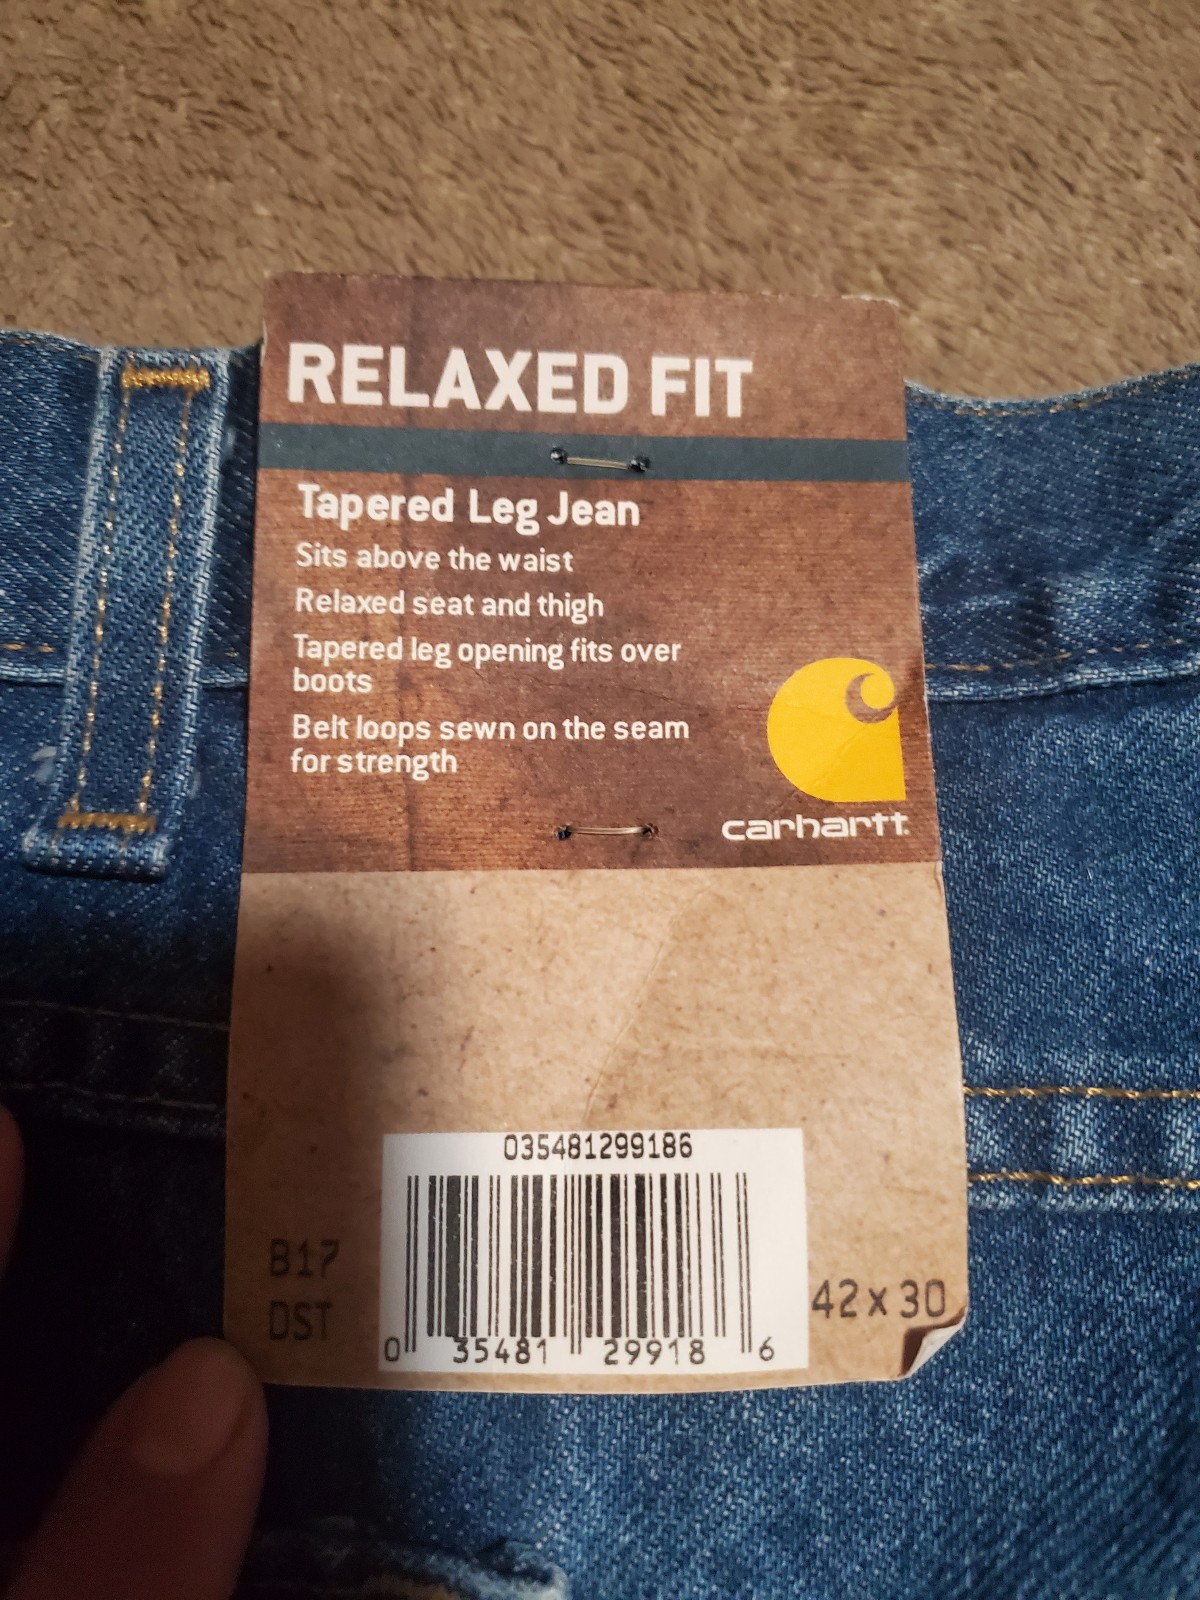 RELAXED FIT
Tapered Leg Jean
Sits above the waist
Relaxed seat and thigh
Tapered leg opening fits over
boots
Belt loops sewn on the seam
for strength
carhartt
035481299186
B17
DST
42 x 30
0 35481 29918 6